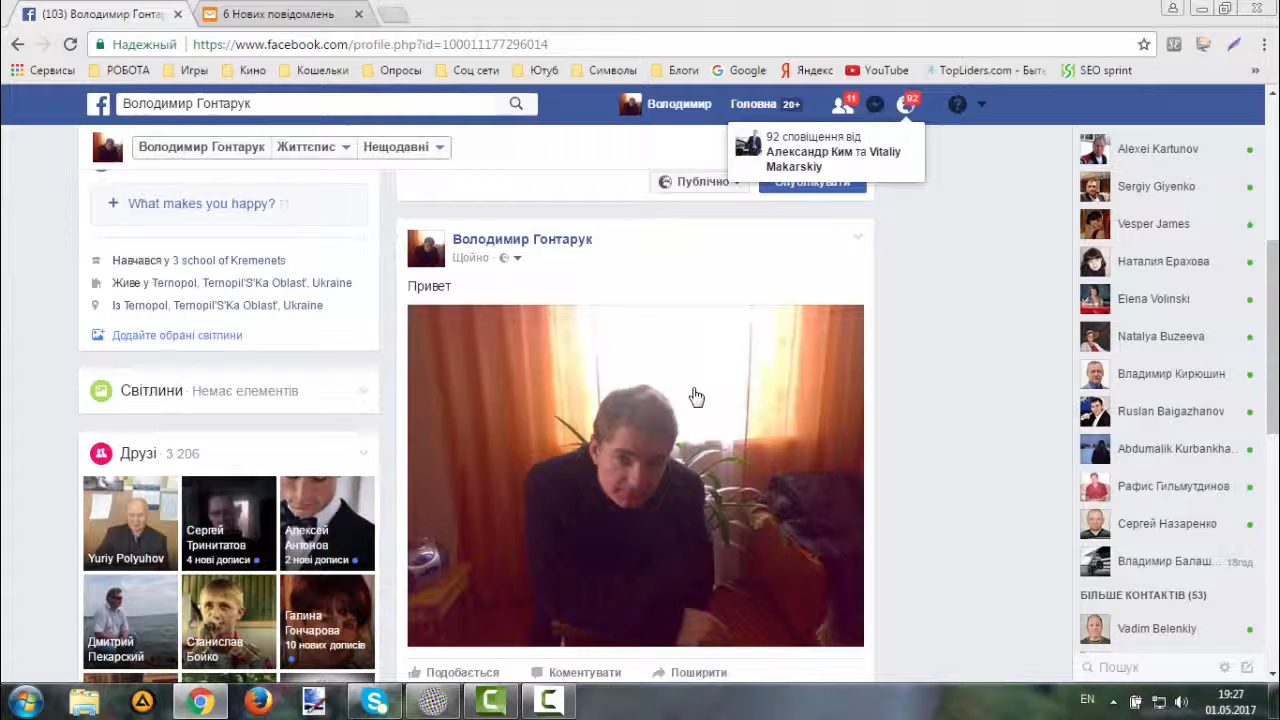 (103) Володимир Гонтар
6 Нових повідомлень
Надежный
https://www.facebook.com/profile.php?id=100011177296014
Сервисы
РОБОТА
Игры
Кино
Кошельки
Опросы
Соц сети
Ютуб
Символы
Блоги
Google
Яндекс
YouTube
TopLiders.com - Быт
SEO sprint
»
Володимир Гонтарук
Володимир
Головна 20+
11
92
92 сповіщення від
Александр Ким та Vitaliy
Makarskiy
Володимир Гонтарук
Життєпис
Нещодавні
Публічно
Опублікувати
+ What makes you happy?
Навчався у 3 school of Kremenets
Живе у Ternopol, Ternopil'S'Ka Oblast', Ukraine
Із Ternopol, Ternopil'S'Ka Oblast', Ukraine
Додайте обрані світлини
Світлини · Немає елементів
Друзі · 3 206
Yuriy Polyuhov
Сергей
Тринитатов
4 нові дописи
Алексей
Антонов
2 нові дописи
Дмитрий
Пекарский
Станислав
Бойко
Галина
Гончарова
10 нових дописів
Володимир Гонтарук
Щойно ·
Привет
Подобається
Коментувати
Поширити
Alexei Kartunov
Sergiy Giyenko
Vesper James
Наталия Ерахова
Elena Volinski
Natalya Buzeeva
Владимир Кирюшин
Ruslan Baigazhanov
Abdumalik Kurbankha...
Рафис Гильмутдинов
Сергей Назаренко
Владимир Балаш... 18год
БІЛЬШЕ КОНТАКТІВ (53)
Vadim Belenkiy
Пошук
EN
19:27
01.05.2017